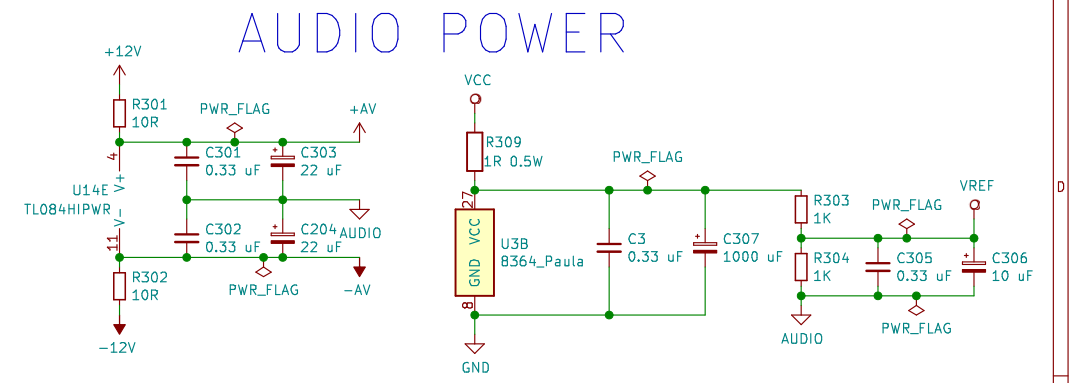 AUDIO POWER
+12V
R301
10R
PWR_FLAG
+AV
4
C301
0.33 uF
C303
22 uF
U14E
TL084HIPWR
V+
V-
AUDIO
11
C302
0.33 uF
C204
22 uF
R302
10R
PWR_FLAG
-AV
-12V
VCC
R309
1R 0.5W
PWR_FLAG
27
VCC
GND
U3B
8364_Paula
8
GND
C3
0.33 uF
C307
1000 uF
R303
1K
PWR_FLAG
VREF
R304
1K
C305
0.33 uF
C306
10 uF
AUDIO
PWR_FLAG
D